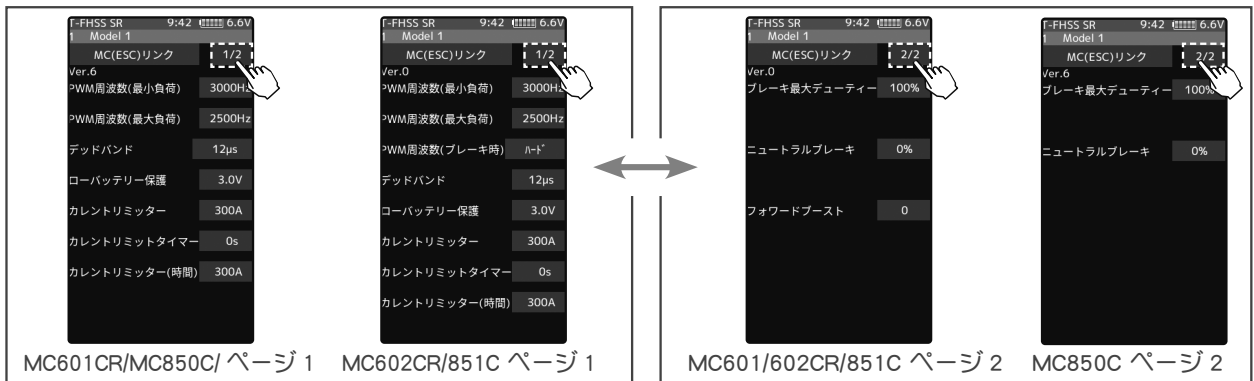 T-FHSS SR 9:42 6.6V
1 Model 1
MC(ESC)リンク 1/2
Ver.6
PWM周波数(最小負荷) 3000Hz
PWM周波数(最大負荷) 2500Hz
デッドバンド 12µs
ローバッテリー保護 3.0V
カレントリミッター 300A
カレントリミットタイマー 0s
カレントリミッター(時間) 300A
MC601CR/MC850C/ ページ 1
T-FHSS SR 9:42 6.6V
1 Model 1
MC(ESC)リンク 1/2
Ver.0
PWM周波数(最小負荷) 3000Hz
PWM周波数(最大負荷) 2500Hz
PWM周波数(ブレーキ時) ハード
デッドバンド 12µs
ローバッテリー保護 3.0V
カレントリミッター 300A
カレントリミットタイマー 0s
カレントリミッター(時間) 300A
MC602CR/851C ページ 1
T-FHSS SR 9:42 6.6V
1 Model 1
MC(ESC)リンク 2/2
Ver.0
ブレーキ最大デューティー 100%
ニュートラルブレーキ 0%
フォワードブースト 0
MC601/602CR/851C ページ 2
T-FHSS SR 9:42 6.6V
1 Model 1
MC(ESC)リンク 2/2
Ver.6
ブレーキ最大デューティー 100%
ニュートラルブレーキ 0%
MC850C ページ 2